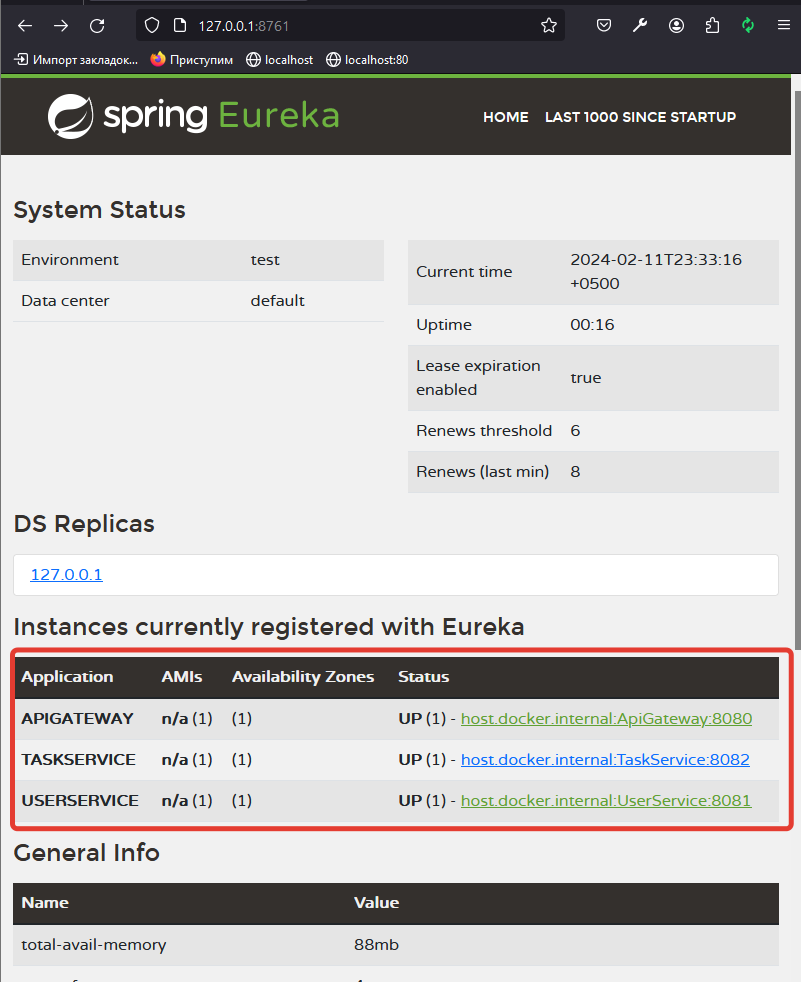 127.0.0.1:8761
Импорт закладок... Приступим localhost localhost:80
spring Eureka HOME LAST 1000 SINCE STARTUP
System Status
Environment test
Data center default
Current time 2024-02-11T23:33:16 +0500
Uptime 00:16
Lease expiration enabled true
Renews threshold 6
Renews (last min) 8
DS Replicas
127.0.0.1
Instances currently registered with Eureka
Application AMIs Availability Zones Status
APIGATEWAY n/a (1) (1) UP (1) - host.docker.internal:ApiGateway:8080
TASKSERVICE n/a (1) (1) UP (1) - host.docker.internal:TaskService:8082
USERSERVICE n/a (1) (1) UP (1) - host.docker.internal:UserService:8081
General Info
Name Value
total-avail-memory 88mb